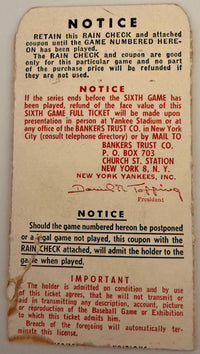 NOTICE
RETAIN this RAIN CHECK and attached
coupon until the GAME NUMBERED HERE-
ON has been played.
The RAIN CHECK and coupon are good
only for this particular game and no part
of the purchase price will be refunded if
they are not used.
NOTICE
If the series ends before the SIXTH GAME has
been played, refund of the face value of this
SIXTH GAME FULL TICKET will be made upon
presentation in person at Yankee Stadium or at
any office of the BANKERS TRUST CO. in New York
City (consult telephone directory) or by MAIL TO
BANKERS TRUST CO.
P. O. BOX 703
CHURCH ST. STATION
NEW YORK 8, N. Y.
NEW YORK YANKEES, INC.
Daniel R. Topping
President
NOTICE
Should the game numbered hereon be postponed
or a legal game not played, this coupon with the
RAIN CHECK attached, will admit the holder to
the game when played.
IMPORTANT
The holder is admitted on condition and by use
of this ticket agrees, that he will not transmit or
aid in transmitting any description, account, picture
or reproduction of the Baseball Game or Exhibition
to which this ticket admits him.
Breach of the foregoing will automatically ter-
minate this license.